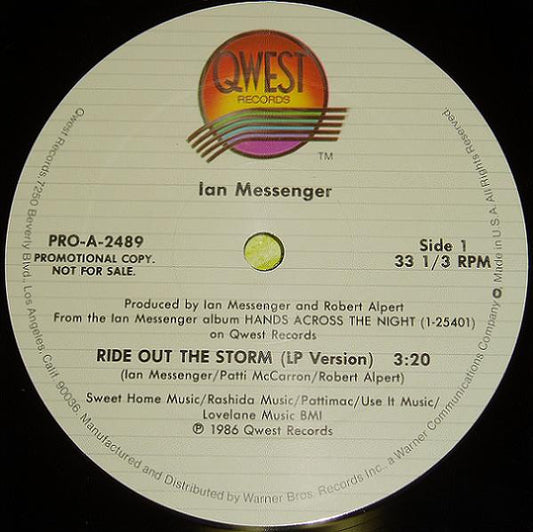 QWEST
RECORDS
TM
Ian Messenger
PRO-A-2489
PROMOTIONAL COPY.
NOT FOR SALE.
Side 1
33 1/3 RPM
Produced by Ian Messenger and Robert Alpert
From the Ian Messenger album HANDS ACROSS THE NIGHT (1-25401)
on Qwest Records
RIDE OUT THE STORM (LP Version) 3:20
(Ian Messenger/Patti McCarron/Robert Alpert)
Sweet Home Music/Rashida Music/Pattimac/Use It Music/
Lovelane Music BMI
℗ 1986 Qwest Records
Qwest Records 7250 Beverly Blvd., Los Angeles, Calif. 90036. Manufactured and Distributed by Warner Bros. Records Inc., a Warner Communications Company. Made in U.S.A. All Rights Reserved.